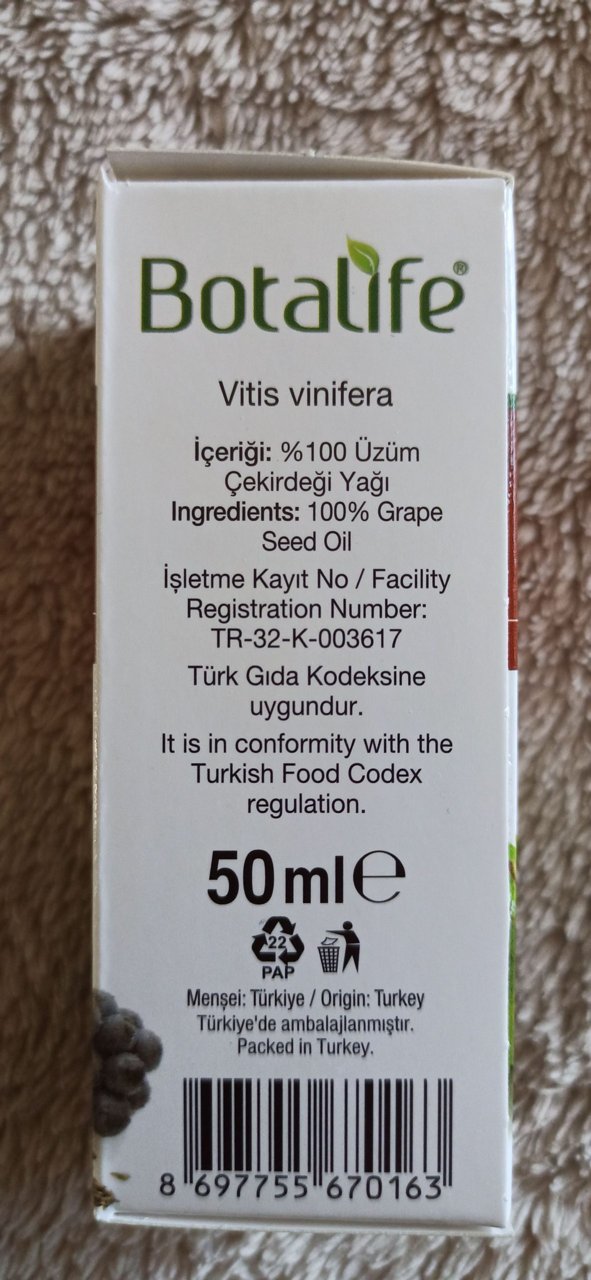 Botalife®
Vitis vinifera
İçeriği: %100 Üzüm
Çekirdeği Yağı
Ingredients: 100% Grape
Seed Oil
İşletme Kayıt No / Facility
Registration Number:
TR-32-K-003617
Türk Gıda Kodeksine
uygundur.
It is in conformity with the
Turkish Food Codex
regulation.
50 ml ℮
22
PAP
Menşei: Türkiye / Origin: Turkey
Türkiye'de ambalajlanmıştır.
Packed in Turkey.
8 697755 670163